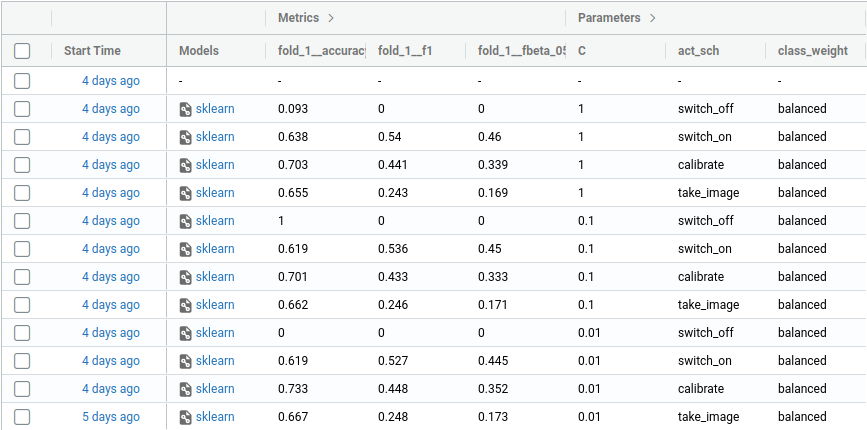 Metrics > Parameters >
Start Time Models fold_1__accurac fold_1__f1 fold_1__fbeta_05 C act_sch class_weight
4 days ago - - - - - - -
4 days ago sklearn 0.093 0 0 1 switch_off balanced
4 days ago sklearn 0.638 0.54 0.46 1 switch_on balanced
4 days ago sklearn 0.703 0.441 0.339 1 calibrate balanced
4 days ago sklearn 0.655 0.243 0.169 1 take_image balanced
4 days ago sklearn 1 0 0 0.1 switch_off balanced
4 days ago sklearn 0.619 0.536 0.45 0.1 switch_on balanced
4 days ago sklearn 0.701 0.433 0.333 0.1 calibrate balanced
4 days ago sklearn 0.662 0.246 0.171 0.1 take_image balanced
4 days ago sklearn 0 0 0 0.01 switch_off balanced
4 days ago sklearn 0.619 0.527 0.445 0.01 switch_on balanced
4 days ago sklearn 0.733 0.448 0.352 0.01 calibrate balanced
5 days ago sklearn 0.667 0.248 0.173 0.01 take_image balanced